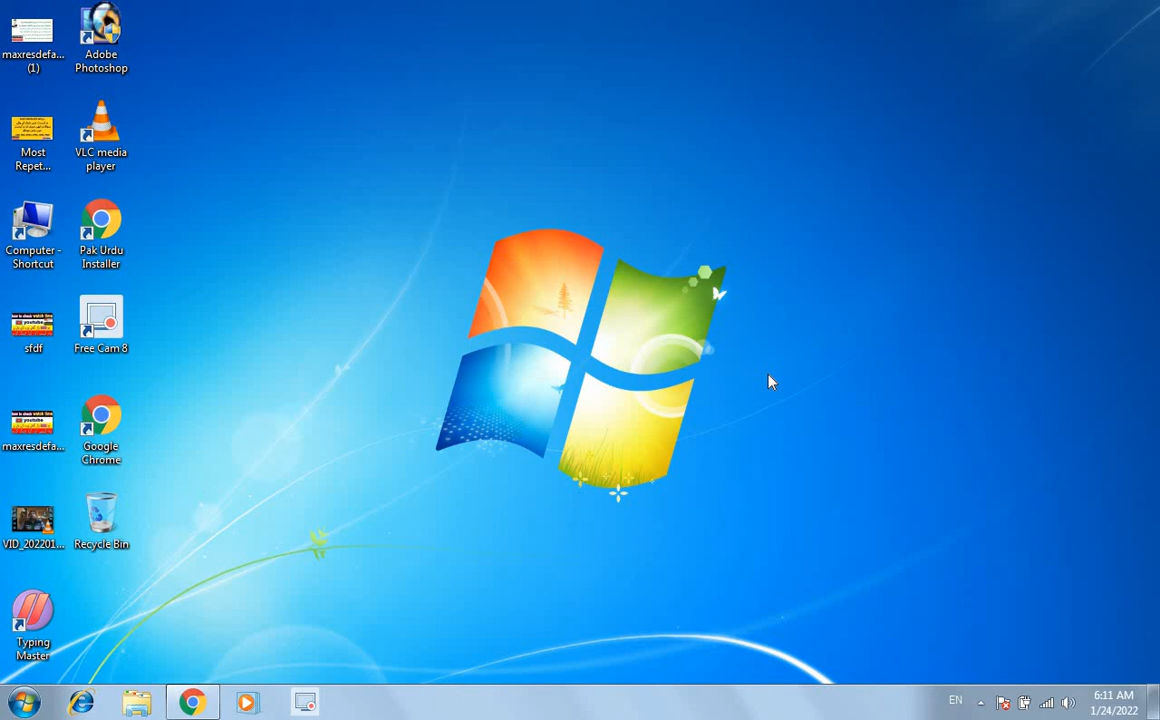 maxresdefa...
(1)
Adobe
Photoshop
Most
Repet...
VLC media
player
Computer -
Shortcut
Pak Urdu
Installer
sfdf
Free Cam 8
maxresdefa...
Google
Chrome
VID_202201...
Recycle Bin
Typing
Master
EN
6:11 AM
1/24/2022